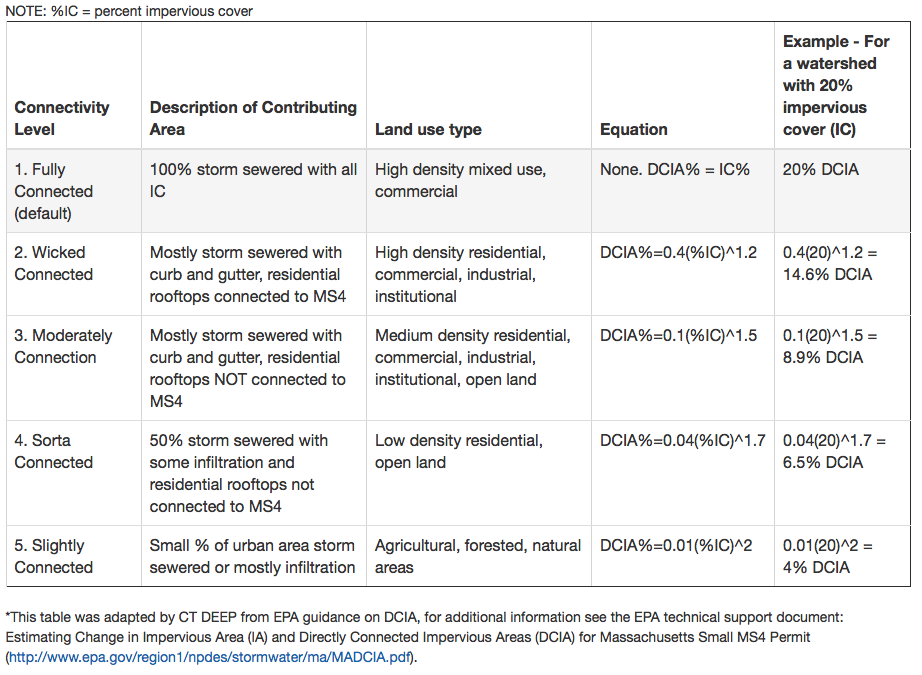 NOTE: %IC = percent impervious cover
Connectivity
Level
Description of Contributing
Area
Land use type
Equation
Example - For
a watershed
with 20%
impervious
cover (IC)
1. Fully
Connected
(default)
100% storm sewered with all
IC
High density mixed use,
commercial
None. DCIA% = IC%
20% DCIA
2. Wicked
Connected
Mostly storm sewered with
curb and gutter, residential
rooftops connected to MS4
High density residential,
commercial, industrial,
institutional
DCIA%=0.4(%IC)^1.2
0.4(20)^1.2 =
14.6% DCIA
3. Moderately
Connection
Mostly storm sewered with
curb and gutter, residential
rooftops NOT connected to
MS4
Medium density residential,
commercial, industrial,
institutional, open land
DCIA%=0.1(%IC)^1.5
0.1(20)^1.5 =
8.9% DCIA
4. Sorta
Connected
50% storm sewered with
some infiltration and
residential rooftops not
connected to MS4
Low density residential,
open land
DCIA%=0.04(%IC)^1.7
0.04(20)^1.7 =
6.5% DCIA
5. Slightly
Connected
Small % of urban area storm
sewered or mostly infiltration
Agricultural, forested, natural
areas
DCIA%=0.01(%IC)^2
0.01(20)^2 =
4% DCIA
*This table was adapted by CT DEEP from EPA guidance on DCIA, for additional information see the EPA technical support document:
Estimating Change in Impervious Area (IA) and Directly Connected Impervious Areas (DCIA) for Massachusetts Small MS4 Permit
(http://www.epa.gov/region1/npdes/stormwater/ma/MADCIA.pdf).